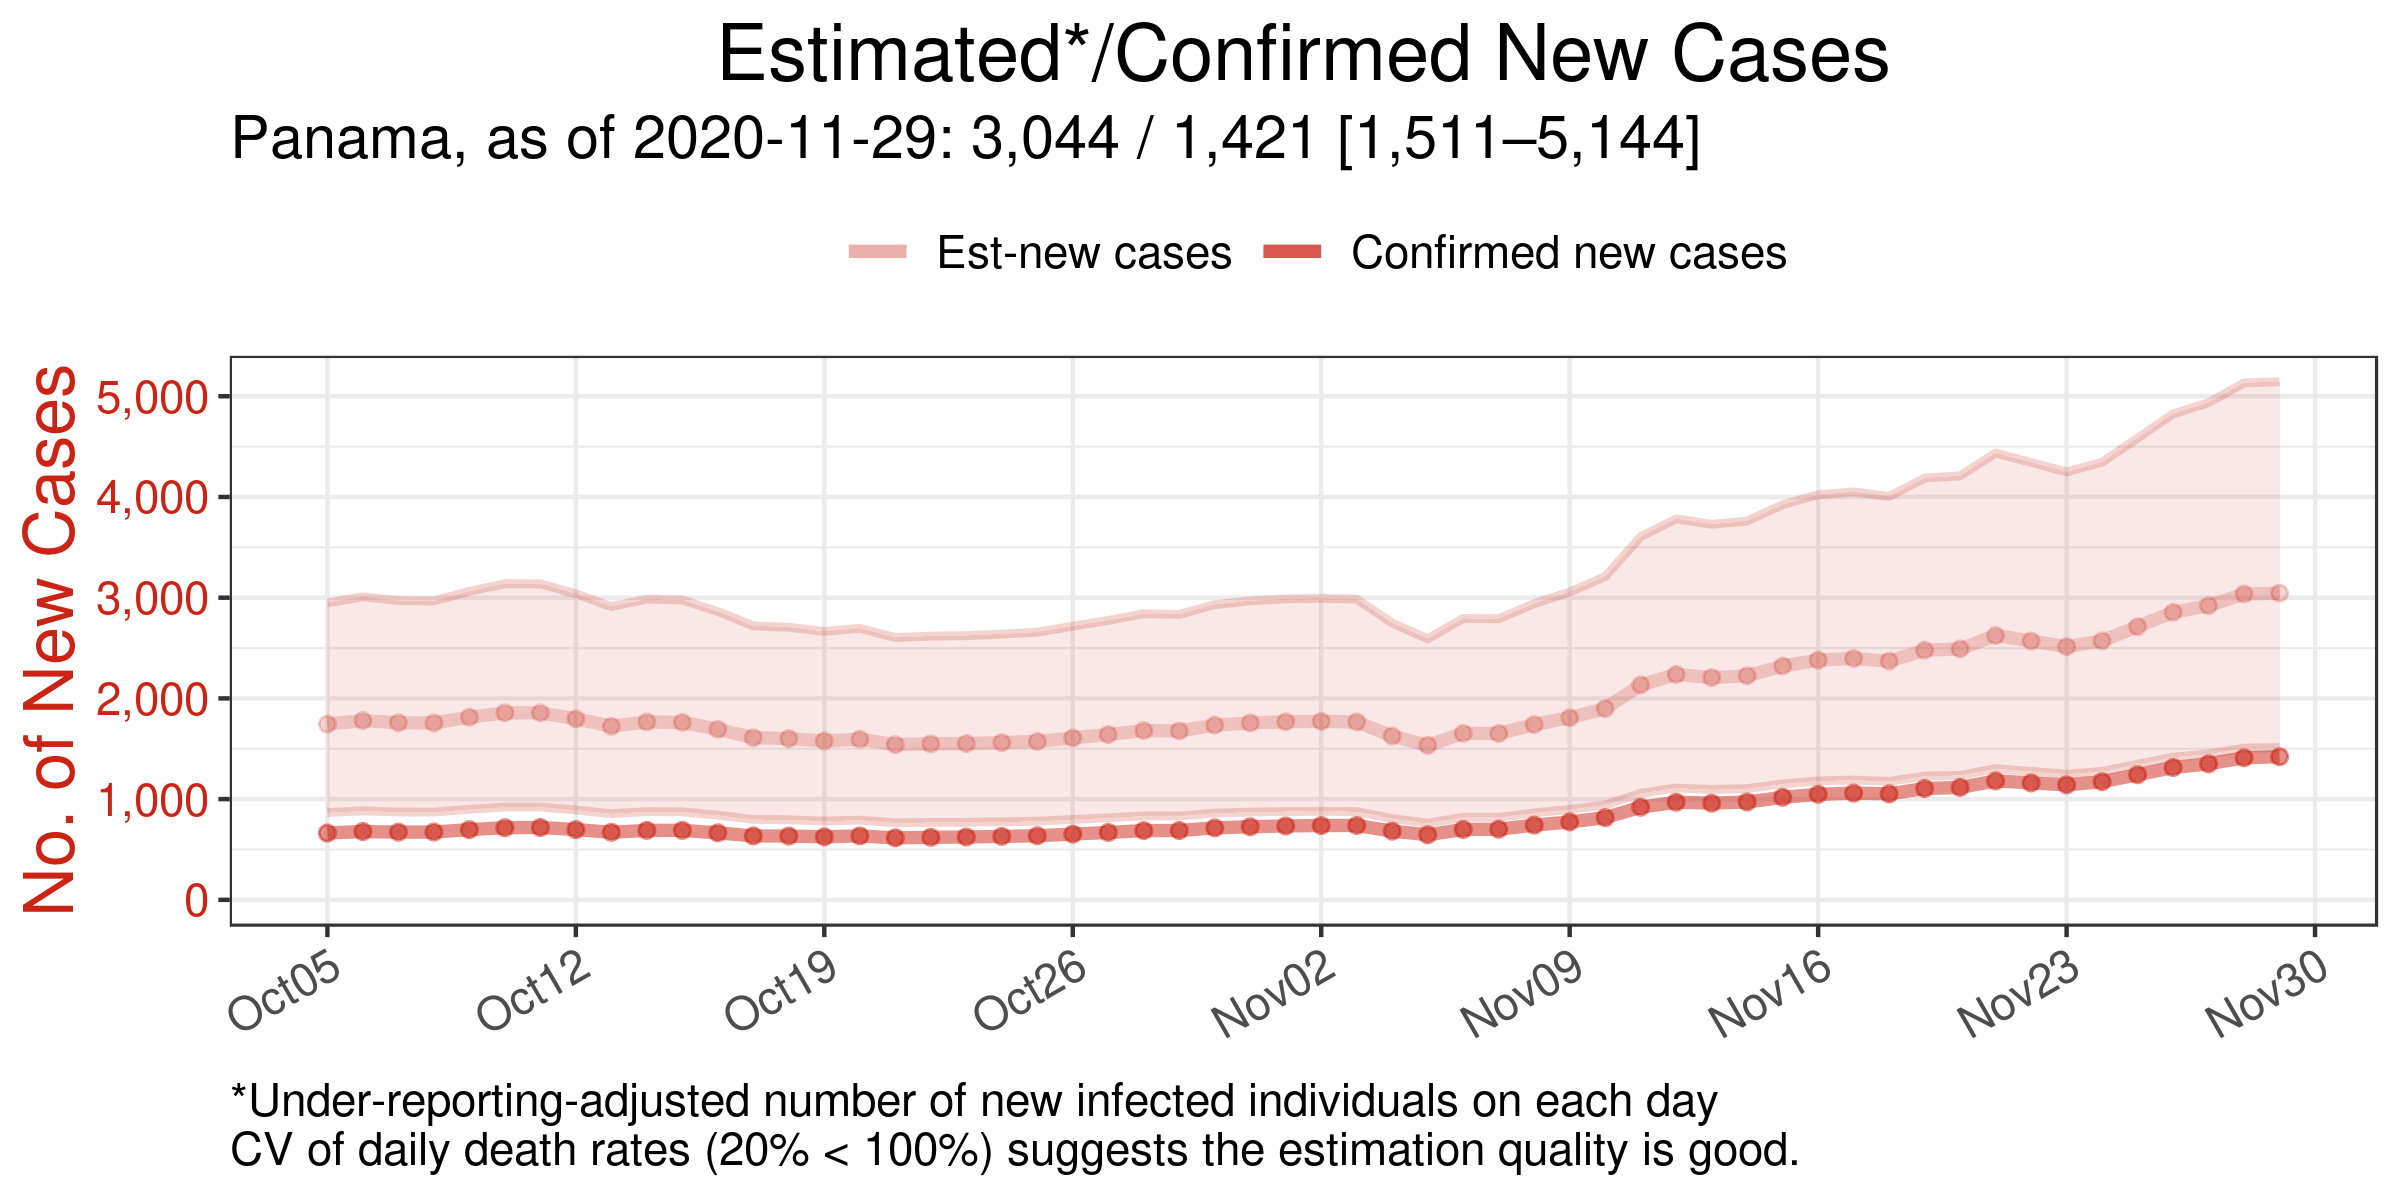 Estimated*/Confirmed New Cases
Panama, as of 2020-11-29: 3,044 / 1,421 [1,511–5,144]
Est-new cases Confirmed new cases
No. of New Cases
5,000
4,000
3,000
2,000
1,000
0
Oct05 Oct12 Oct19 Oct26 Nov02 Nov09 Nov16 Nov23 Nov30
*Under-reporting-adjusted number of new infected individuals on each day
CV of daily death rates (20% < 100%) suggests the estimation quality is good.